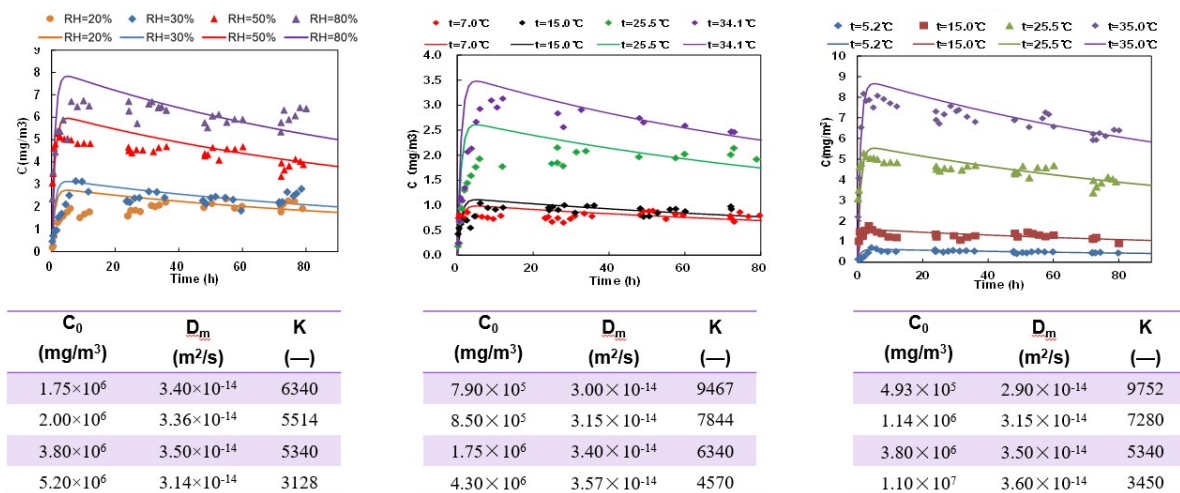 RH=20% RH=30% RH=50% RH=80%
RH=20% RH=30% RH=50% RH=80%
9
8
7
6
5
4
3
2
1
0
C(mg/m3)
0 20 40 60 80
Time (h)
t=7.0℃ t=15.0℃ t=25.5℃ t=34.1℃
t=7.0℃ t=15.0℃ t=25.5℃ t=34.1℃
4.0
3.5
3.0
2.5
2.0
1.5
1.0
0.5
0.0
C (mg/m3)
0 20 40 60 80
Time (h)
t=5.2℃ t=15.0℃ t=25.5℃ t=35.0℃
t=5.2℃ t=15.0℃ t=25.5℃ t=35.0℃
10
9
8
7
6
5
4
3
2
1
0
C(mg/m³)
0 20 40 60 80
Time (h)
C₀ Dₘ K
(mg/m³) (m²/s) (—)
1.75×10⁶ 3.40×10⁻¹⁴ 6340
2.00×10⁶ 3.36×10⁻¹⁴ 5514
3.80×10⁶ 3.50×10⁻¹⁴ 5340
5.20×10⁶ 3.14×10⁻¹⁴ 3128
C₀ Dₘ K
(mg/m³) (m²/s) (—)
7.90×10⁵ 3.00×10⁻¹⁴ 9467
8.50×10⁵ 3.15×10⁻¹⁴ 7844
1.75×10⁶ 3.40×10⁻¹⁴ 6340
4.30×10⁶ 3.57×10⁻¹⁴ 4570
C₀ Dₘ K
(mg/m³) (m²/s) (—)
4.93×10⁵ 2.90×10⁻¹⁴ 9752
1.14×10⁶ 3.15×10⁻¹⁴ 7280
3.80×10⁶ 3.50×10⁻¹⁴ 5340
1.10×10⁷ 3.60×10⁻¹⁴ 3450